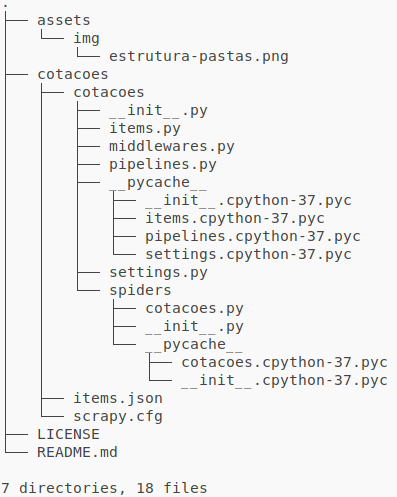 .
├── assets
│   └── img
│       └── estrutura-pastas.png
├── cotacoes
│   ├── cotacoes
│   │   ├── __init__.py
│   │   ├── items.py
│   │   ├── middlewares.py
│   │   ├── pipelines.py
│   │   ├── __pycache__
│   │   │   ├── __init__.cpython-37.pyc
│   │   │   ├── items.cpython-37.pyc
│   │   │   ├── pipelines.cpython-37.pyc
│   │   │   └── settings.cpython-37.pyc
│   │   ├── settings.py
│   │   └── spiders
│   │       ├── cotacoes.py
│   │       ├── __init__.py
│   │       └── __pycache__
│   │           ├── cotacoes.cpython-37.pyc
│   │           └── __init__.cpython-37.pyc
│   ├── items.json
│   └── scrapy.cfg
├── LICENSE
└── README.md

7 directories, 18 files